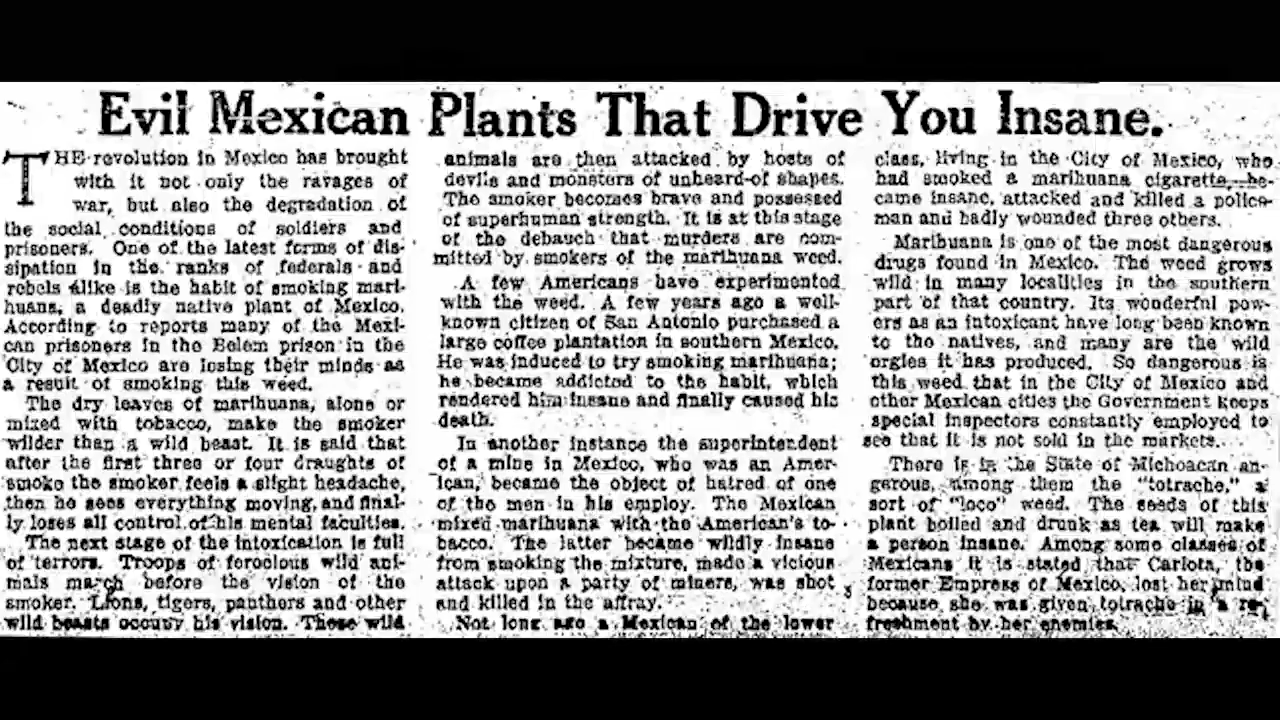 Evil Mexican Plants That Drive You Insane.
THE revolution in Mexico has brought
with it not only the ravages of
war, but also the degradation of
the social conditions of soldiers and
prisoners. One of the latest forms of dis-
sipation in the ranks of federals and
rebels alike is the habit of smoking mari-
huana, a deadly native plant of Mexico.
According to reports many of the Mexi-
can prisoners in the Belem prison in the
City of Mexico are losing their minds as
a result of smoking this weed.
The dry leaves of marihuana, alone or
mixed with tobacco, make the smoker
wilder than a wild beast. It is said that
after the first three or four draughts of
smoke the smoker feels a slight headache,
then he sees everything moving, and final-
ly loses all control of his mental faculties.
The next stage of the intoxication is full
of terrors. Troops of ferocious wild ani-
mals march before the vision of the
smoker. Lions, tigers, panthers and other
wild beasts occupy his vision. These wild
animals are then attacked by hosts of
devils and monsters of unheard-of shapes.
The smoker becomes brave and possessed
of superhuman strength. It is at this stage
of the debauch that murders are com-
mitted by smokers of the marihuana weed.
A few Americans have experimented
with the weed. A few years ago a well-
known citizen of San Antonio purchased a
large coffee plantation in southern Mexico.
He was induced to try smoking marihuana;
he became addicted to the habit, which
rendered him insane and finally caused his
death.
In another instance the superintendent
of a mine in Mexico, who was an Amer-
ican, became the object of hatred of one
of the men in his employ. The Mexican
mixed marihuana with the American's to-
bacco. The latter became wildly insane
from smoking the mixture, made a vicious
attack upon a party of miners, was shot
and killed in the affray.
Not long ago a Mexican of the lower
class, living in the City of Mexico, who
had smoked a marihuana cigarette, be-
came insane, attacked and killed a police-
man and badly wounded three others.
Marihuana is one of the most dangerous
drugs found in Mexico. The weed grows
wild in many localities in the southern
part of that country. Its wonderful pow-
ers as an intoxicant have long been known
to the natives, and many are the wild
orgies it has produced. So dangerous is
this weed that in the City of Mexico and
other Mexican cities the Government keeps
special inspectors constantly employed to
see that it is not sold in the markets.
There is in the State of Michoacan an-
gerous, among them the "totrache," a
sort of "loco" weed. The seeds of this
plant boiled and drunk as tea will make
a person insane. Among some classes of
Mexicans it is stated that Carlota, the
former Empress of Mexico, lost her mind
because she was given totrache in a re-
freshment by her enemies.